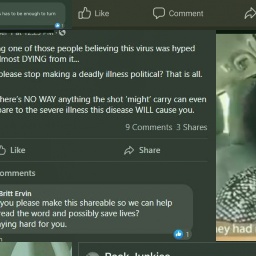 has to be enough to turn
Like Comment
ng one of those people believing this virus was hyped
lmost DYING from it...
please stop making a deadly illness political? That is all.
here's NO WAY anything the shot 'might' carry can even
pare to the severe illness this disease WILL cause you.
9 Comments 3 Shares
Like Share
omments
Britt Ervin
you please make this shareable so we can help
read the word and possibly save lives?
ying hard for you.
1
ey had